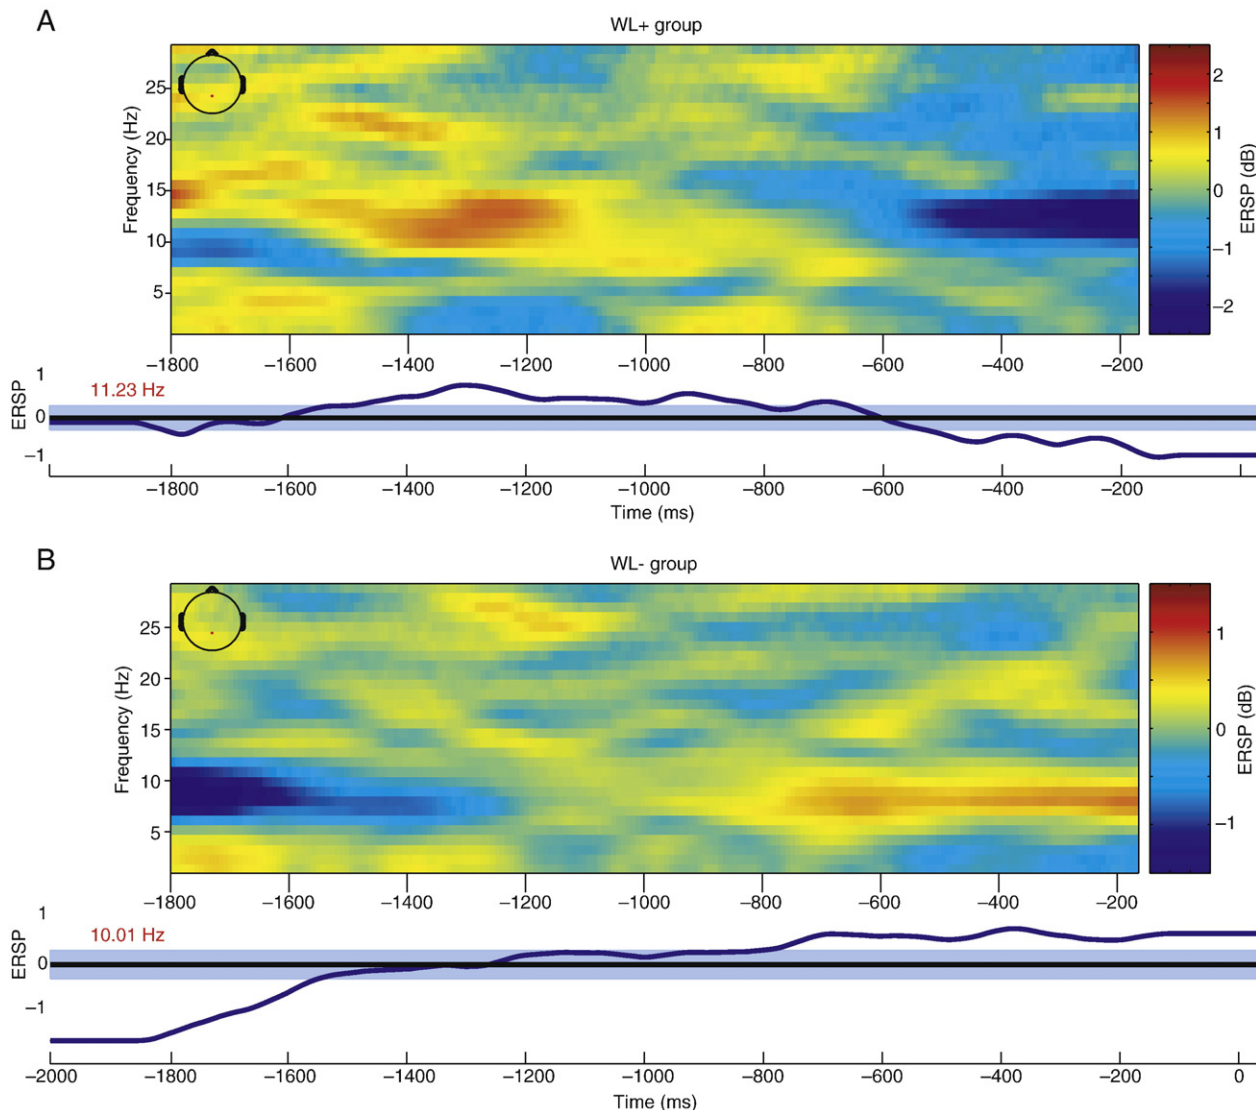 A
WL+ group
Frequency (Hz)
25
20
15
10
5
2
1
0
−1
−2
ERSP (dB)
−1800 −1600 −1400 −1200 −1000 −800 −600 −400 −200
ERSP
1
0
−1
11.23 Hz
−1800 −1600 −1400 −1200 −1000 −800 −600 −400 −200
Time (ms)
B
WL- group
Frequency (Hz)
25
20
15
10
5
1
0
−1
ERSP (dB)
−1800 −1600 −1400 −1200 −1000 −800 −600 −400 −200
ERSP
1
0
−1
10.01 Hz
−2000 −1800 −1600 −1400 −1200 −1000 −800 −600 −400 −200 0
Time (ms)